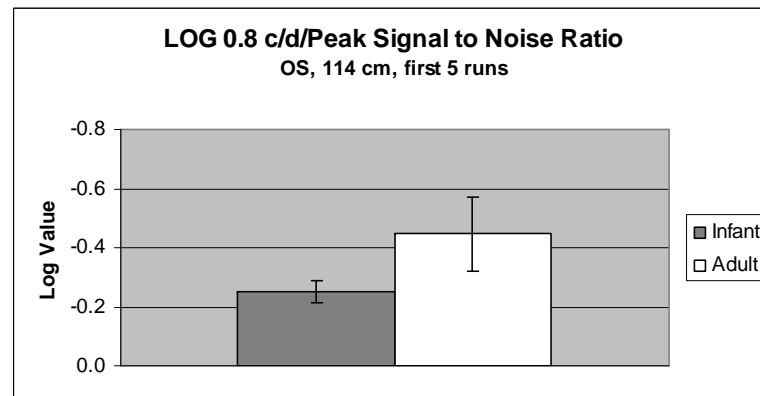 LOG 0.8 c/d/Peak Signal to Noise Ratio
OS, 114 cm, first 5 runs
-0.8
-0.6
-0.4
-0.2
0.0
Log Value
Infant
Adult